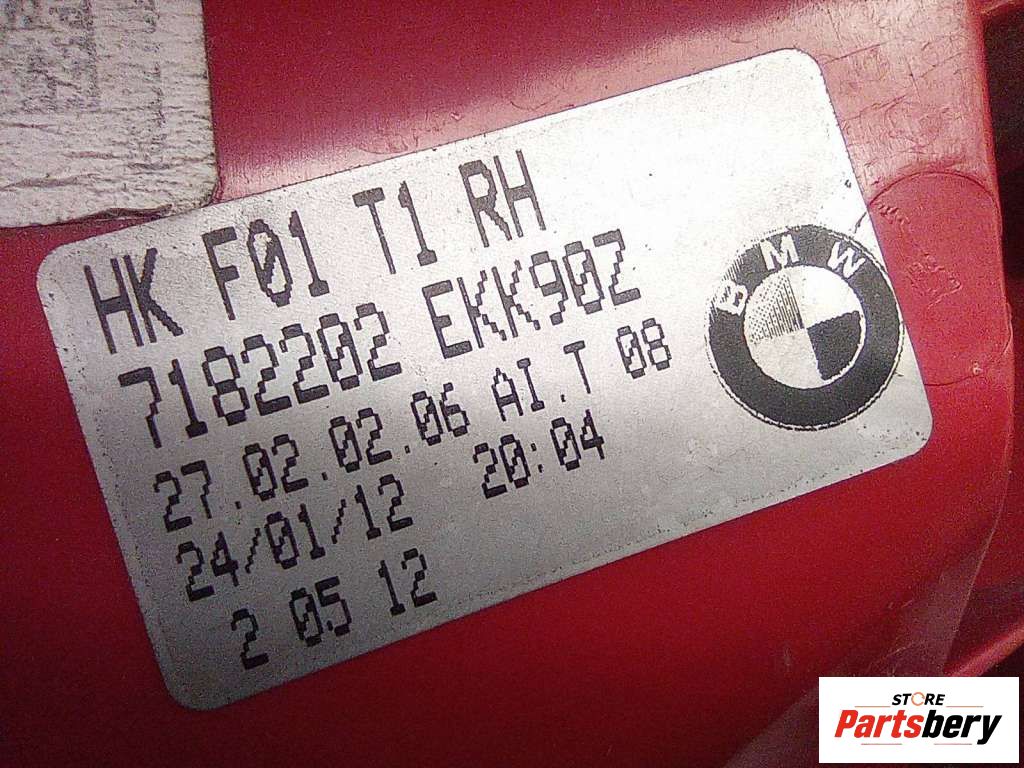 HK F01 T1 RH
7182202 EKK90Z
27.02.02.06 AI.T 08
24/01/12 20:04
2 05 12
BMW
STORE
Partsbery